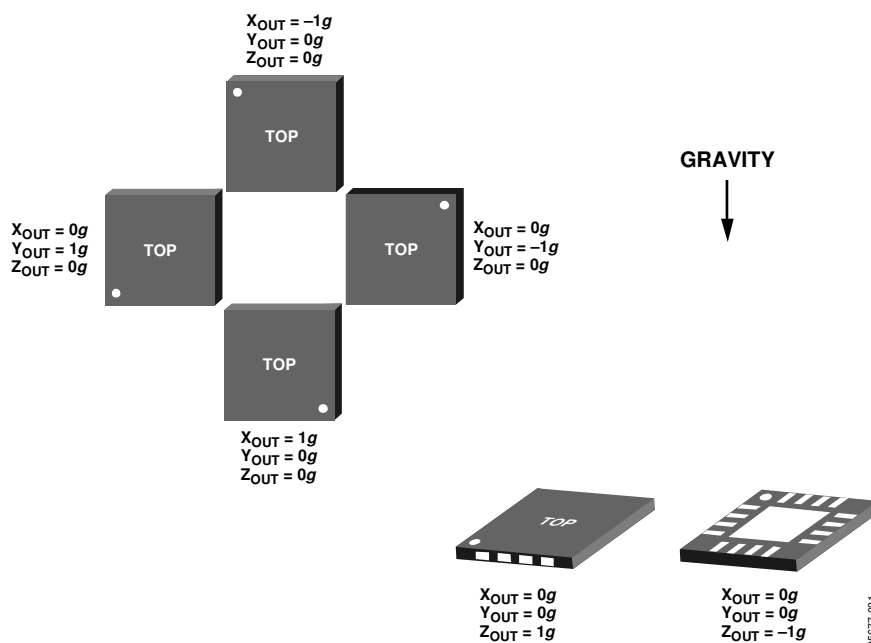 XOUT = –1g
YOUT = 0g
ZOUT = 0g
TOP
GRAVITY
XOUT = 0g
YOUT = 1g
ZOUT = 0g
TOP
TOP
XOUT = 0g
YOUT = –1g
ZOUT = 0g
TOP
XOUT = 1g
YOUT = 0g
ZOUT = 0g
TOP
XOUT = 0g
YOUT = 0g
ZOUT = 1g
XOUT = 0g
YOUT = 0g
ZOUT = –1g